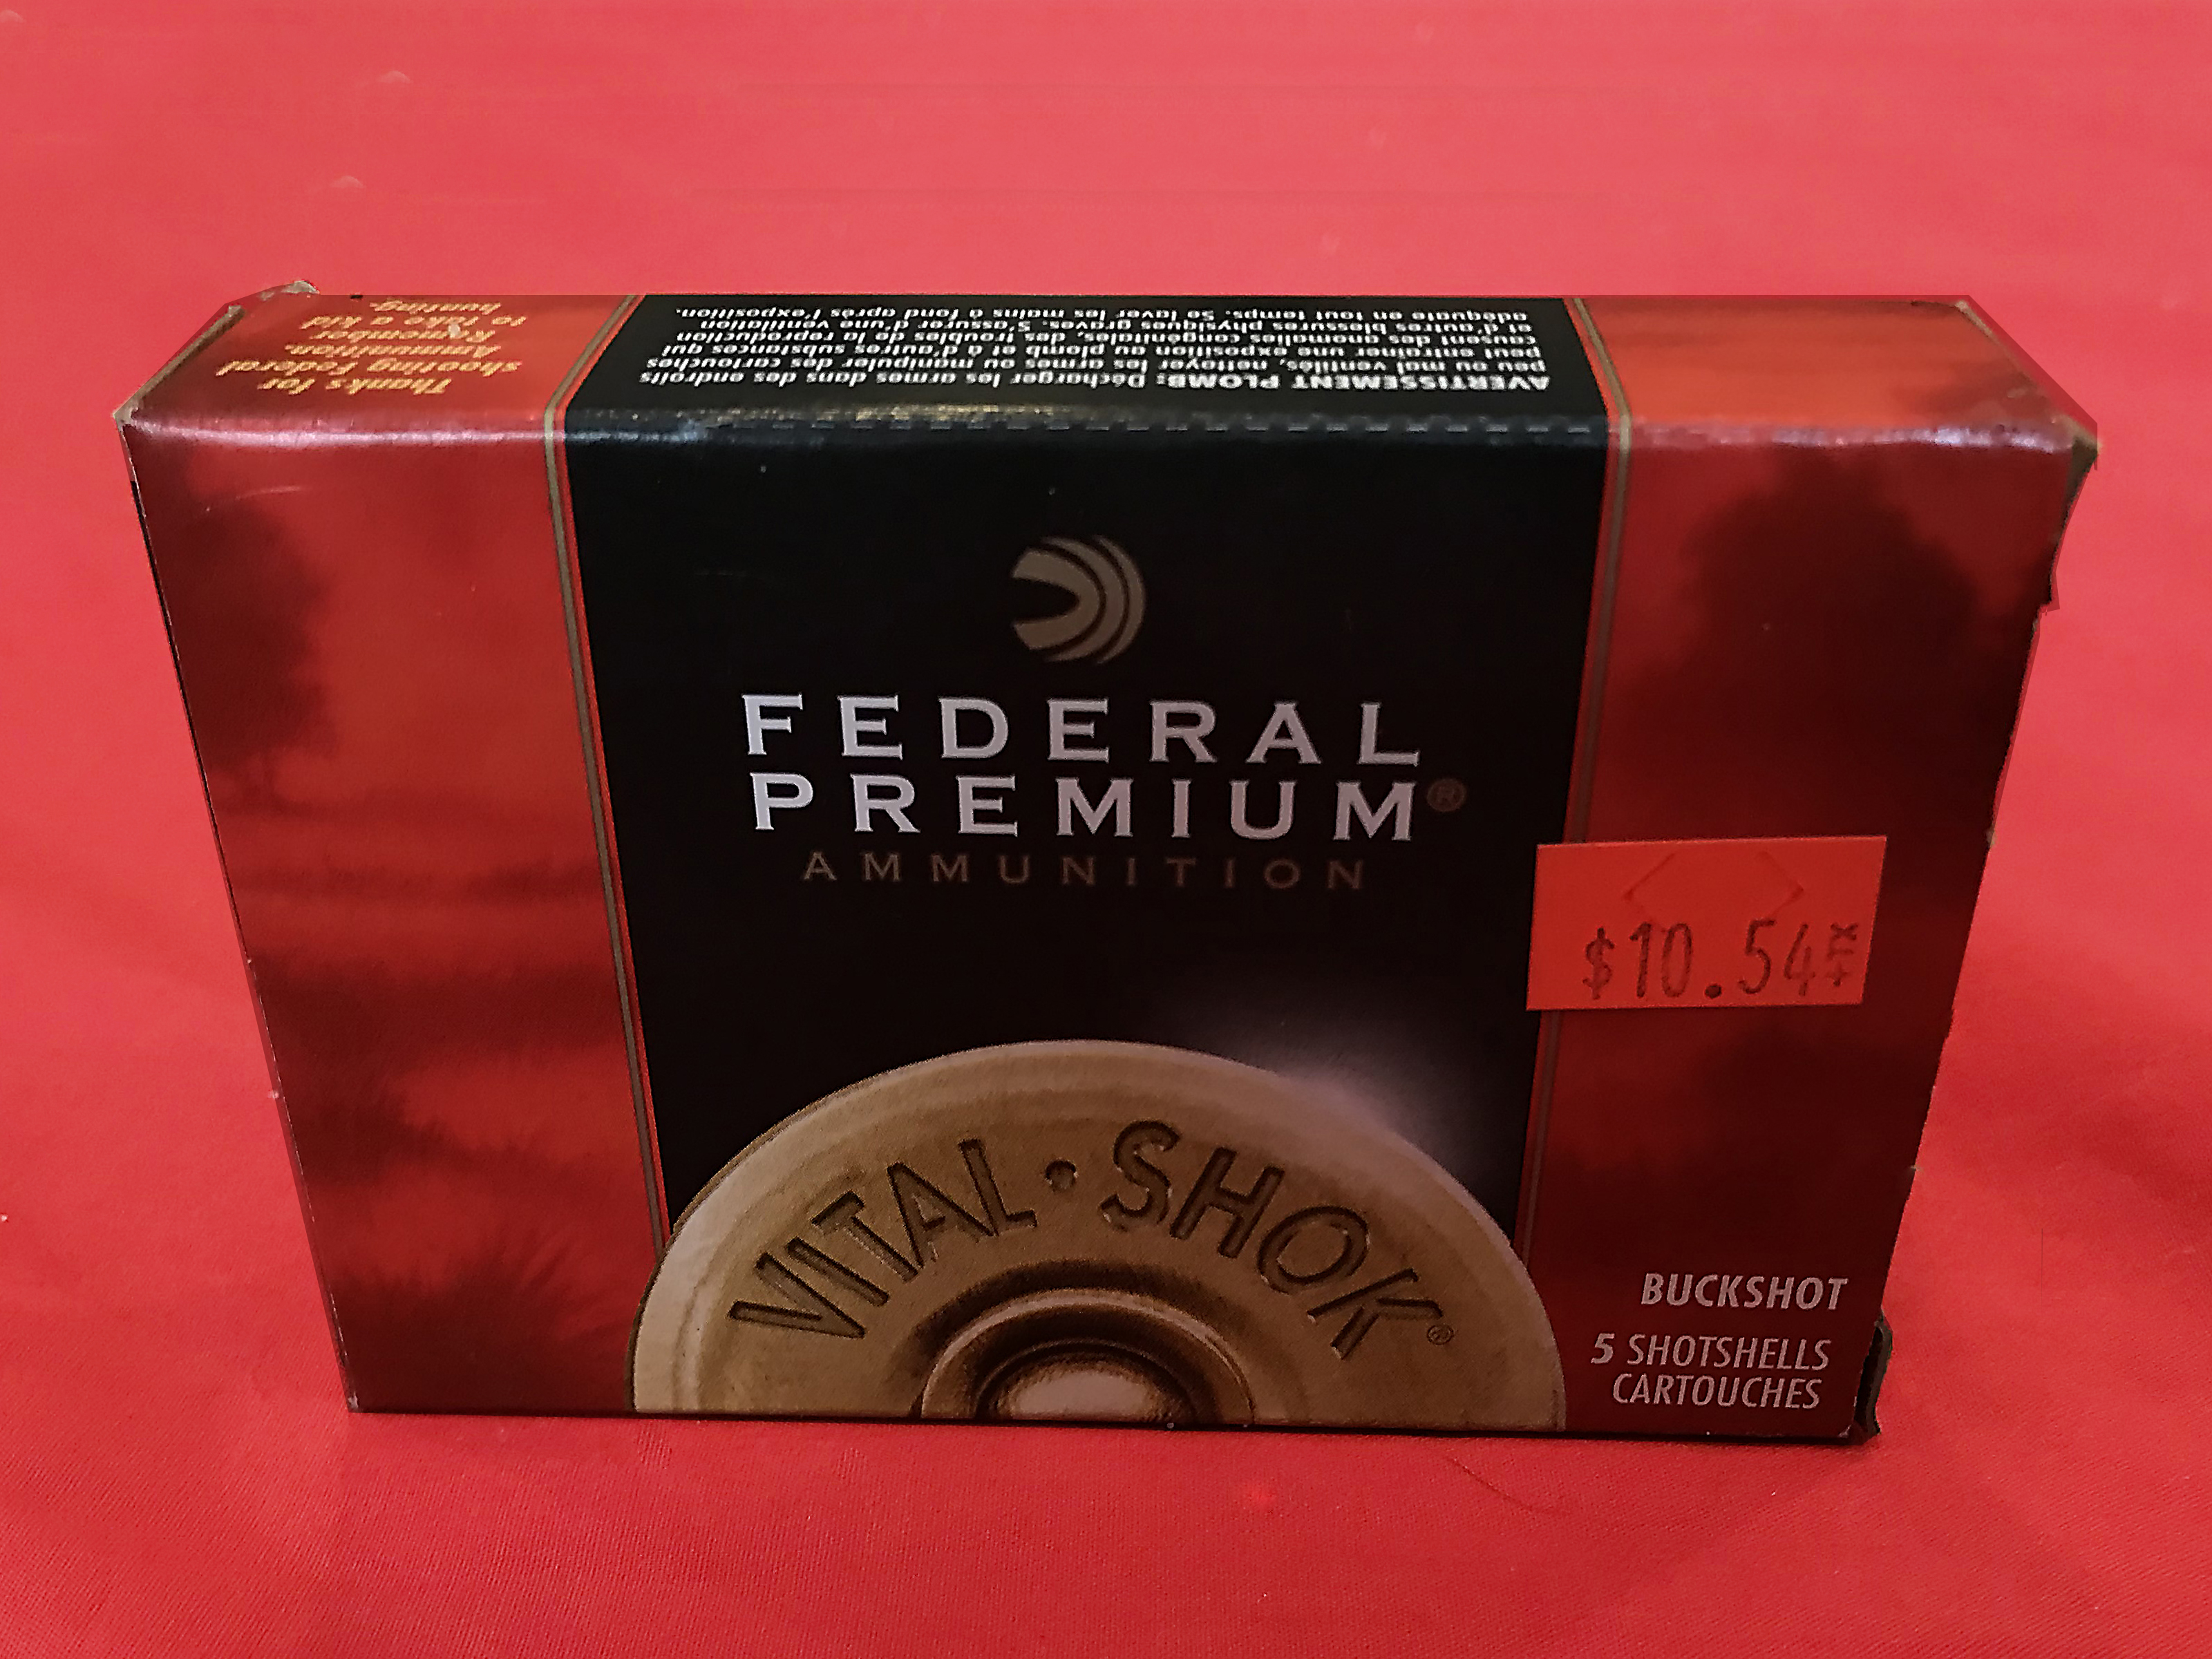 Thanks for
shooting Federal
Ammunition.
Remember
to take a kid
hunting.
AVERTISSEMENT PLOMB: Décharger les armes dans des endroits
peu ou mal ventilés, nettoyer les armes ou manipuler des cartouches
peut entraîner une exposition au plomb et à d'autres substances qui
causant des anomalies congénitales, des troubles de la reproduction
et d'autres blessures physiques graves. S'assurer d'une ventilation
adéquate en tout temps. Se laver les mains à fond après l'exposition.
FEDERAL
PREMIUM®
AMMUNITION
$10.54
VITAL•SHOK®
BUCKSHOT
5 SHOTSHELLS
CARTOUCHES